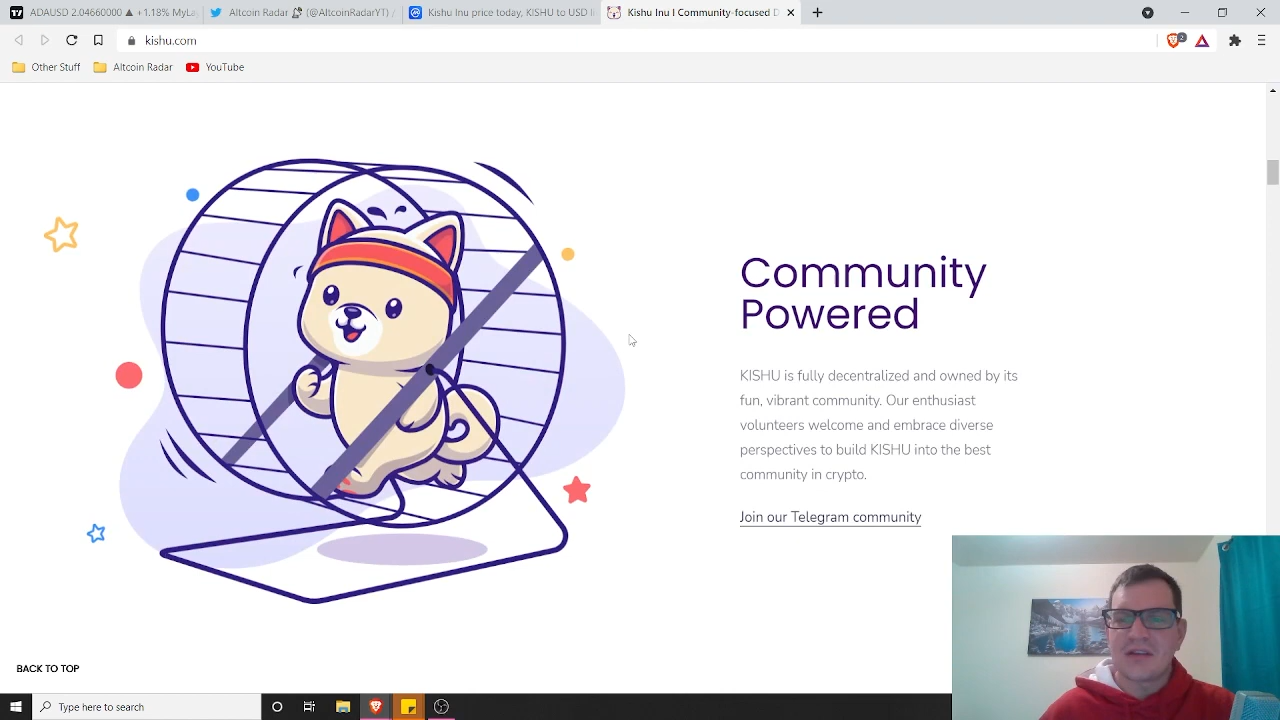 ADAUSD 2.04660000 ▲ +1.18% MyLa
Altcoin Radar 📡 (@AltcoinRadarYT) /
Kishu Inu price today, KISHU to USD li
Kishu Inu | Community-focused D
kishu.com
2
Other Stuff
Altcoin Radar
YouTube
Community
Powered
KISHU is fully decentralized and owned by its
fun, vibrant community. Our enthusiast
volunteers welcome and embrace diverse
perspectives to build KISHU into the best
community in crypto.
Join our Telegram community
BACK TO TOP
Type here to search